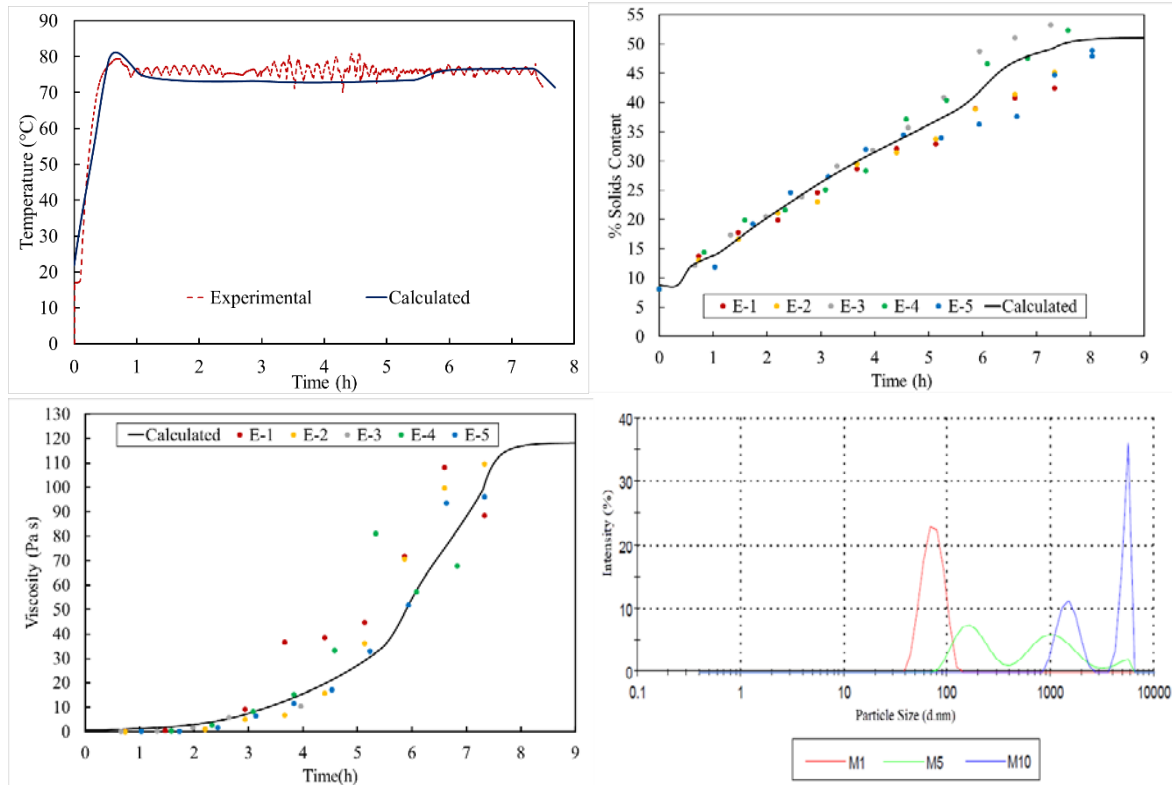 Temperature (°C)
90
80
70
60
50
40
30
20
10
0
Experimental
Calculated
0 1 2 3 4 5 6 7 8
Time (h)
% Solids Content
55
50
45
40
35
30
25
20
15
10
5
0
E-1 E-2 E-3 E-4 E-5 Calculated
0 1 2 3 4 5 6 7 8 9
Time (h)
Viscosity (Pa s)
130
120
110
100
90
80
70
60
50
40
30
20
10
0
Calculated E-1 E-2 E-3 E-4 E-5
0 1 2 3 4 5 6 7 8 9
Time(h)
Intensity (%)
40
30
20
10
0
0.1 1 10 100 1000 10000
Particle Size (d.nm)
M1 M5 M10